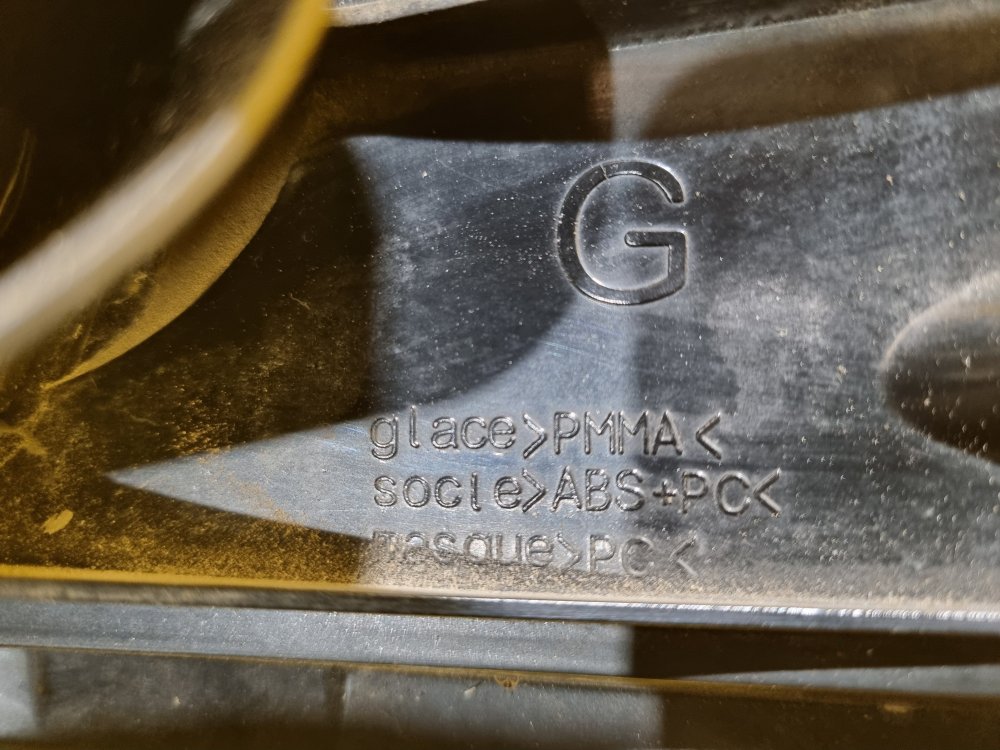 G
glace>PMMA<
socle>ABS+PC<
masque>PC<